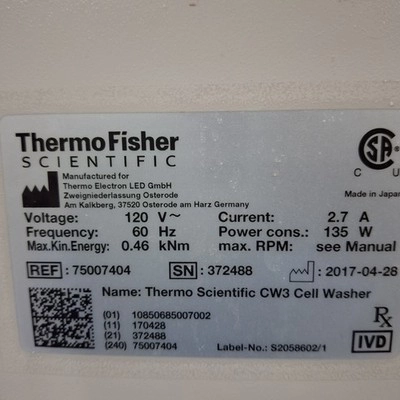 ThermoFisher
SCIENTIFIC
Manufactured for
Thermo Electron LED GmbH
Zweigniederlassung Osterode
Am Kalkberg, 37520 Osterode am Harz Germany
CSA
C U
Made in Japan
Voltage: 120 V~ Current: 2.7 A
Frequency: 60 Hz Power cons.: 135 W
Max.Kin.Energy: 0.46 kNm max. RPM: see Manual
REF : 75007404 SN : 372488 : 2017-04-28
Name: Thermo Scientific CW3 Cell Washer
(01) 10850685007002
(11) 170428
(21) 372488
(240) 75007404
Rx
Label-No.: S2058602/1 IVD